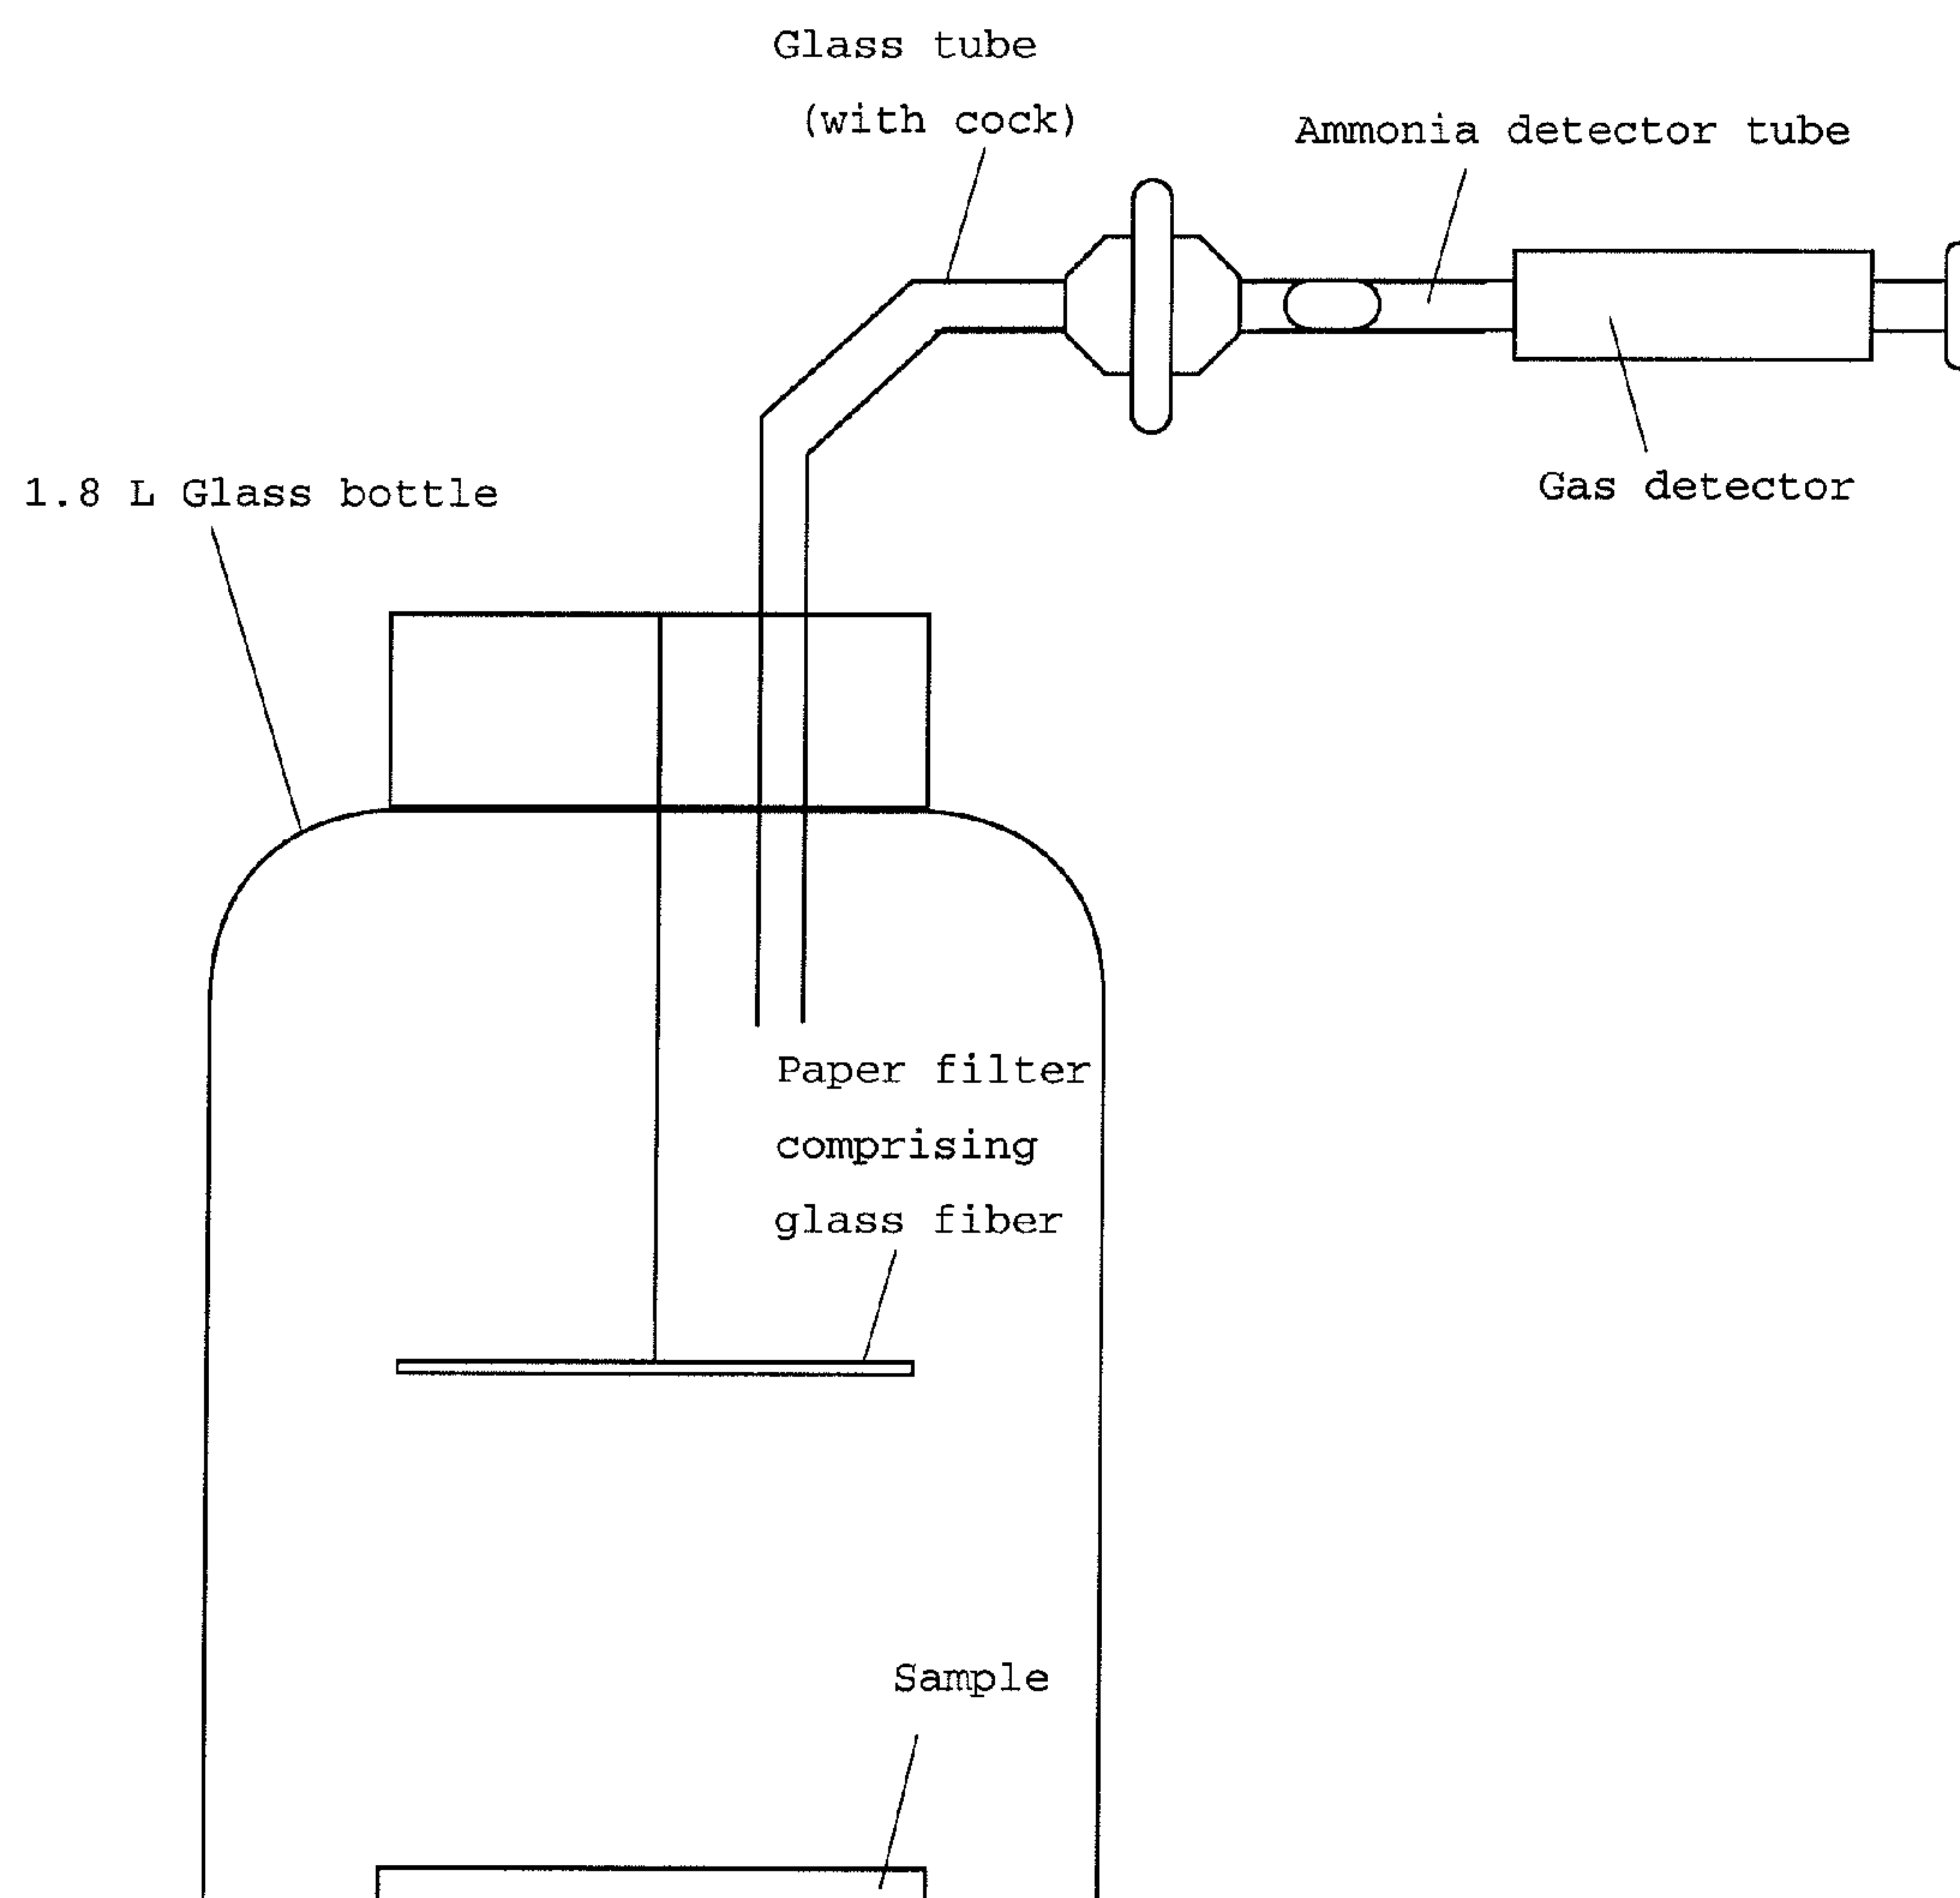 Glass tube
(with cock)
Ammonia detector tube
1.8 L Glass bottle
Gas detector
Paper filter
comprising
glass fiber
Sample